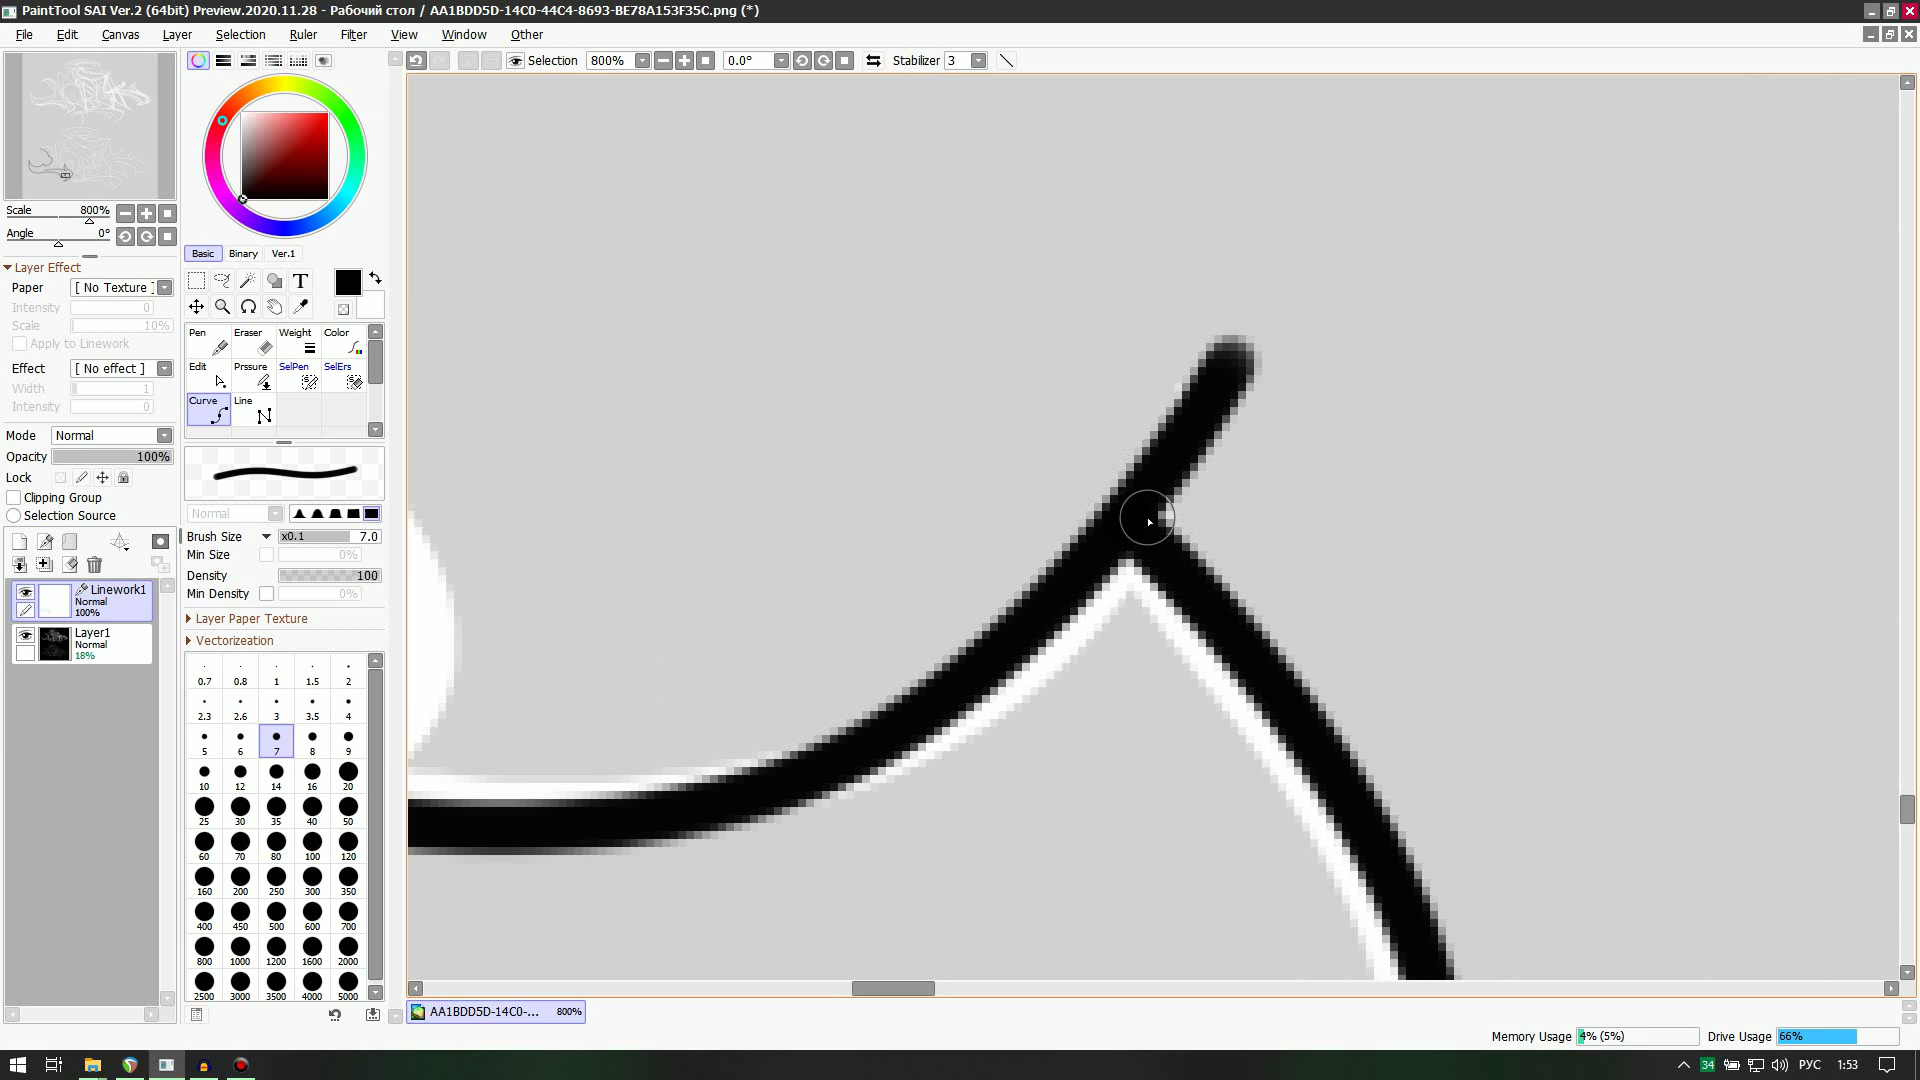 PaintTool SAI Ver.2 (64bit) Preview.2020.11.28 - Рабочий стол / AA1BDD5D-14C0-44C4-8693-BE78A153F35C.png (*)
File Edit Canvas Layer Selection Ruler Filter View Window Other
Selection 800% 0.0° Stabilizer 3
Scale 800%
Angle 0°
Layer Effect
Paper [ No Texture ]
Intensity 0
Scale 10%
Apply to Linework
Effect [ No effect ]
Width 1
Intensity 0
Mode Normal
Opacity 100%
Lock
Clipping Group
Selection Source
Linework1
Normal
100%
Layer1
Normal
18%
Basic Binary Ver.1
T
Pen Eraser Weight Color
Edit Prssure SelPen SelErs
Curve Line
Normal
Brush Size x0.1 7.0
Min Size 0%
Density 100
Min Density 0%
Layer Paper Texture
Vectorizeation
0.7 0.8 1 1.5 2
2.3 2.6 3 3.5 4
5 6 7 8 9
10 12 14 16 20
25 30 35 40 50
60 70 80 100 120
160 200 250 300 350
400 450 500 600 700
800 1000 1200 1600 2000
2500 3000 3500 4000 5000
AA1BDD5D-14C0-... 800%
Memory Usage 4% (5%) Drive Usage 66%
34 РУС 1:53